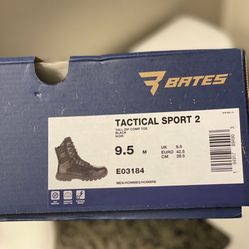 BATES
TACTICAL SPORT 2
TALL ZIP COMP TOE
BLACK
NOIR
9.5 M
UK 9.5
EURO 42.5
CM 28.5
E03184
MEN/HOMMES/HOMBRE